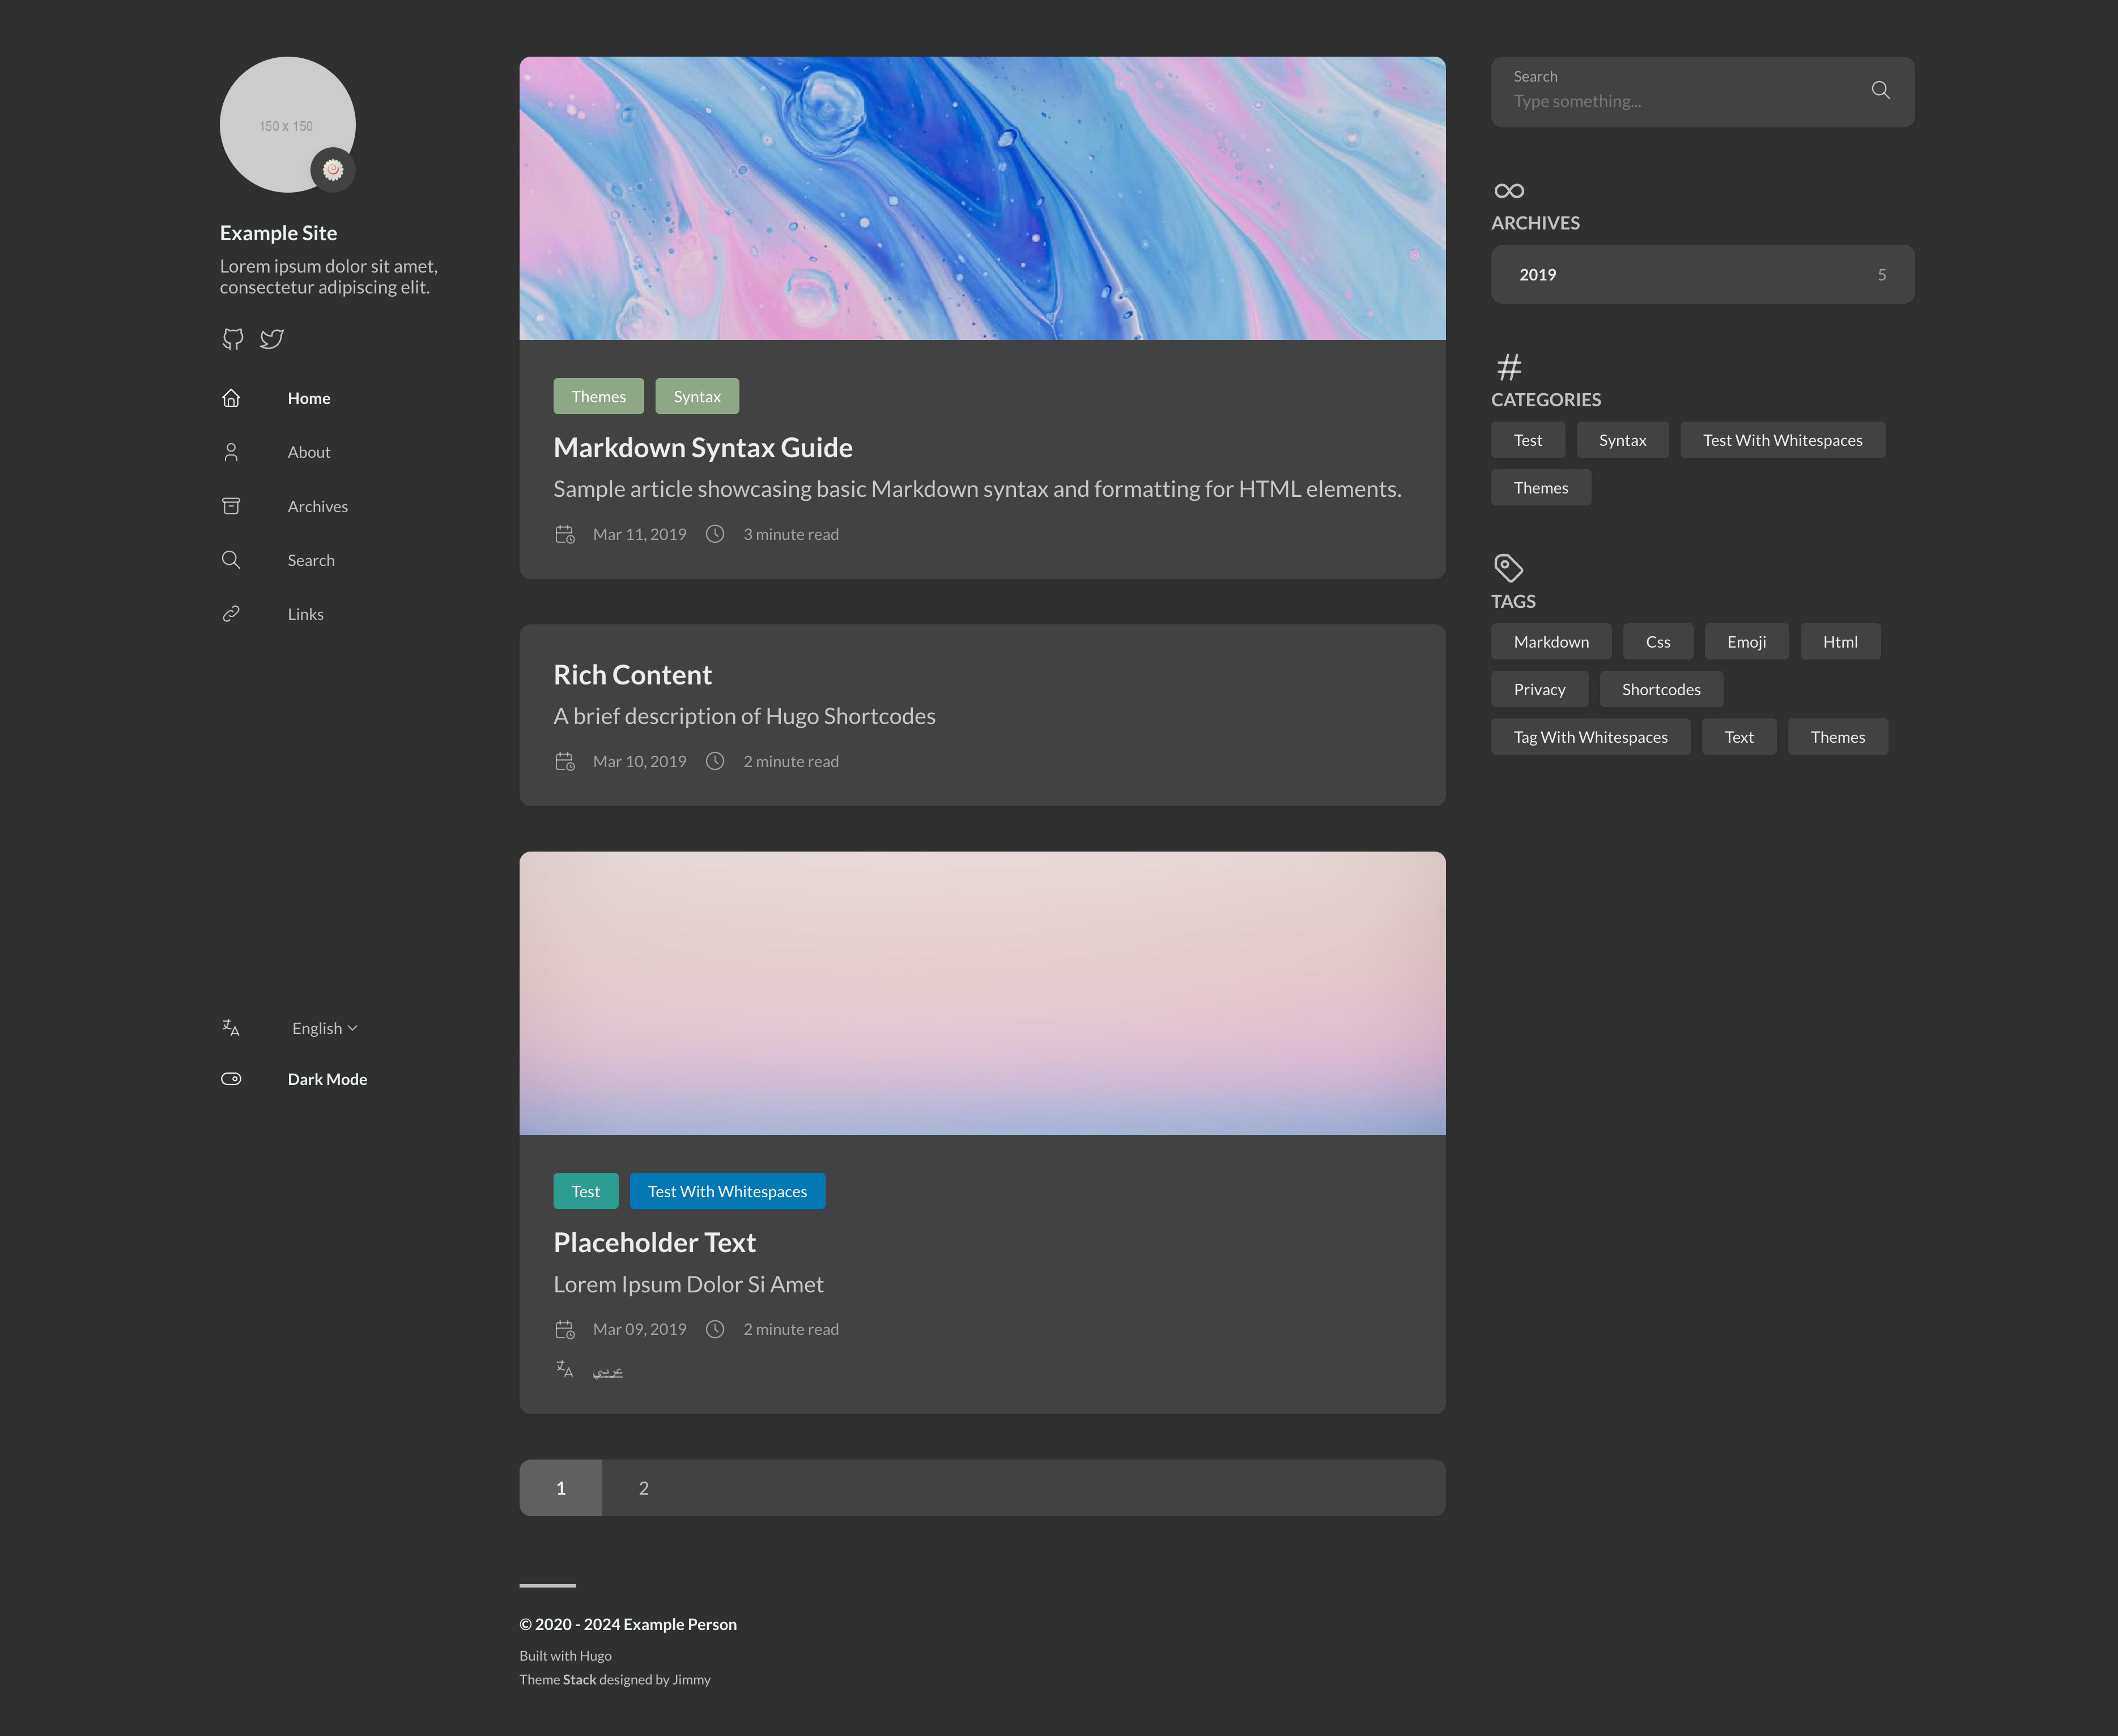 150 x 150
Example Site
Lorem ipsum dolor sit amet,
consectetur adipiscing elit.
Home
About
Archives
Search
Links
English
Dark Mode
Themes Syntax
Markdown Syntax Guide
Sample article showcasing basic Markdown syntax and formatting for HTML elements.
Mar 11, 2019 3 minute read
Rich Content
A brief description of Hugo Shortcodes
Mar 10, 2019 2 minute read
Test Test With Whitespaces
Placeholder Text
Lorem Ipsum Dolor Si Amet
Mar 09, 2019 2 minute read
عربي
1 2
© 2020 - 2024 Example Person
Built with Hugo
Theme Stack designed by Jimmy
Search
Type something...
ARCHIVES
2019 5
CATEGORIES
Test Syntax Test With Whitespaces
Themes
TAGS
Markdown Css Emoji Html
Privacy Shortcodes
Tag With Whitespaces Text Themes